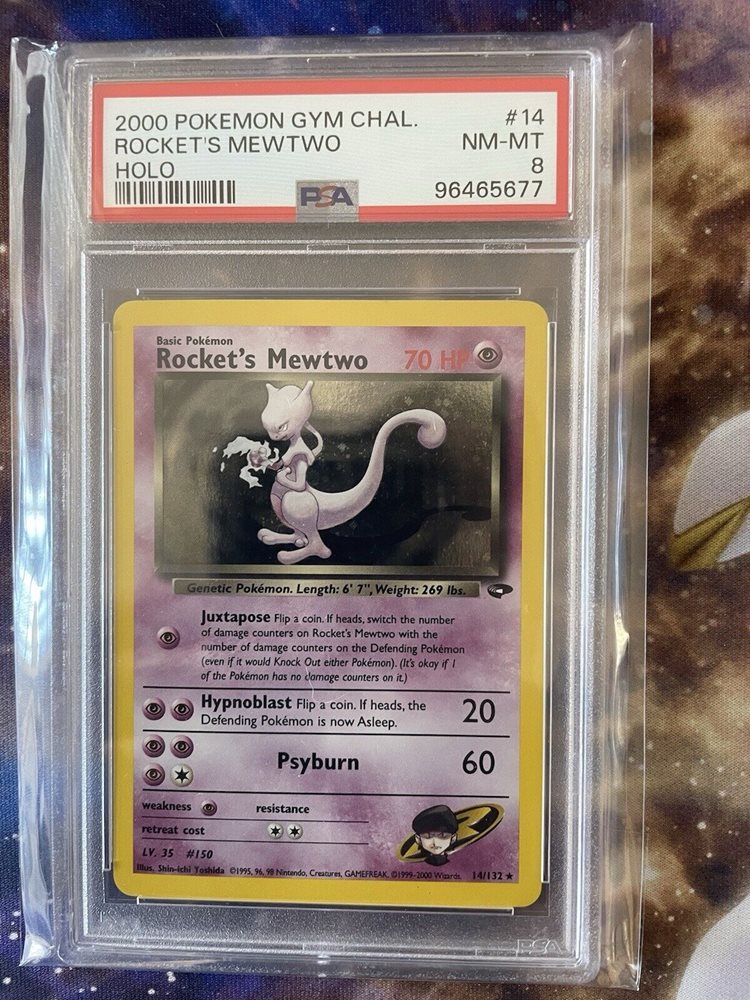 2000 POKEMON GYM CHAL. #14
ROCKET'S MEWTWO NM-MT
HOLO 8
PSA 96465677
Basic Pokémon
Rocket's Mewtwo 70 HP
Genetic Pokémon. Length: 6' 7", Weight: 269 lbs.
Juxtapose Flip a coin. If heads, switch the number
of damage counters on Rocket's Mewtwo with the
number of damage counters on the Defending Pokémon
(even if it would Knock Out either Pokémon). (It's okay if 1
of the Pokémon has no damage counters on it.)
Hypnoblast Flip a coin. If heads, the
Defending Pokémon is now Asleep. 20
Psyburn 60
weakness resistance
retreat cost
LV. 35 #150
Illus. Shin-ichi Yoshida ©1995, 96, 98 Nintendo, Creatures, GAMEFREAK. ©1999-2000 Wizards. 14/132 ★
PSA